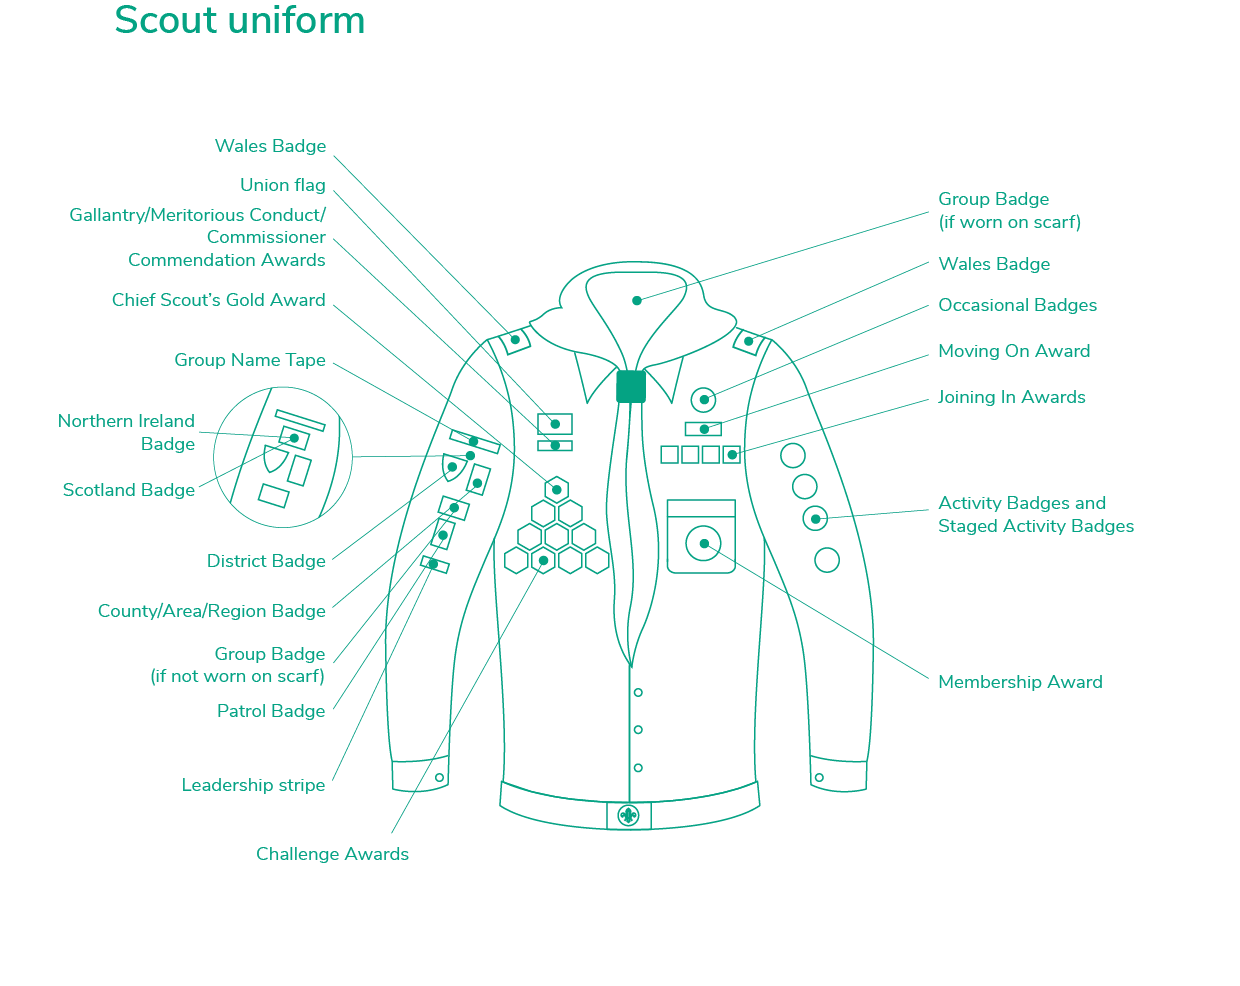 Scout uniform
Wales Badge
Union flag
Gallantry/Meritorious Conduct/
Commissioner
Commendation Awards
Chief Scout’s Gold Award
Group Name Tape
Northern Ireland
Badge
Scotland Badge
District Badge
County/Area/Region Badge
Group Badge
(if not worn on scarf)
Patrol Badge
Leadership stripe
Challenge Awards
Group Badge
(if worn on scarf)
Wales Badge
Occasional Badges
Moving On Award
Joining In Awards
Activity Badges and
Staged Activity Badges
Membership Award